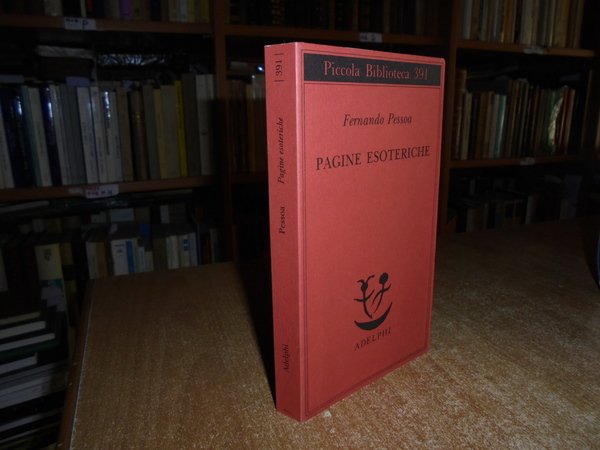 Piccola Biblioteca 391
Fernando Pessoa
PAGINE ESOTERICHE
ADELPHI
| 391 |
Pagine esoteriche
Pessoa
Adelphi